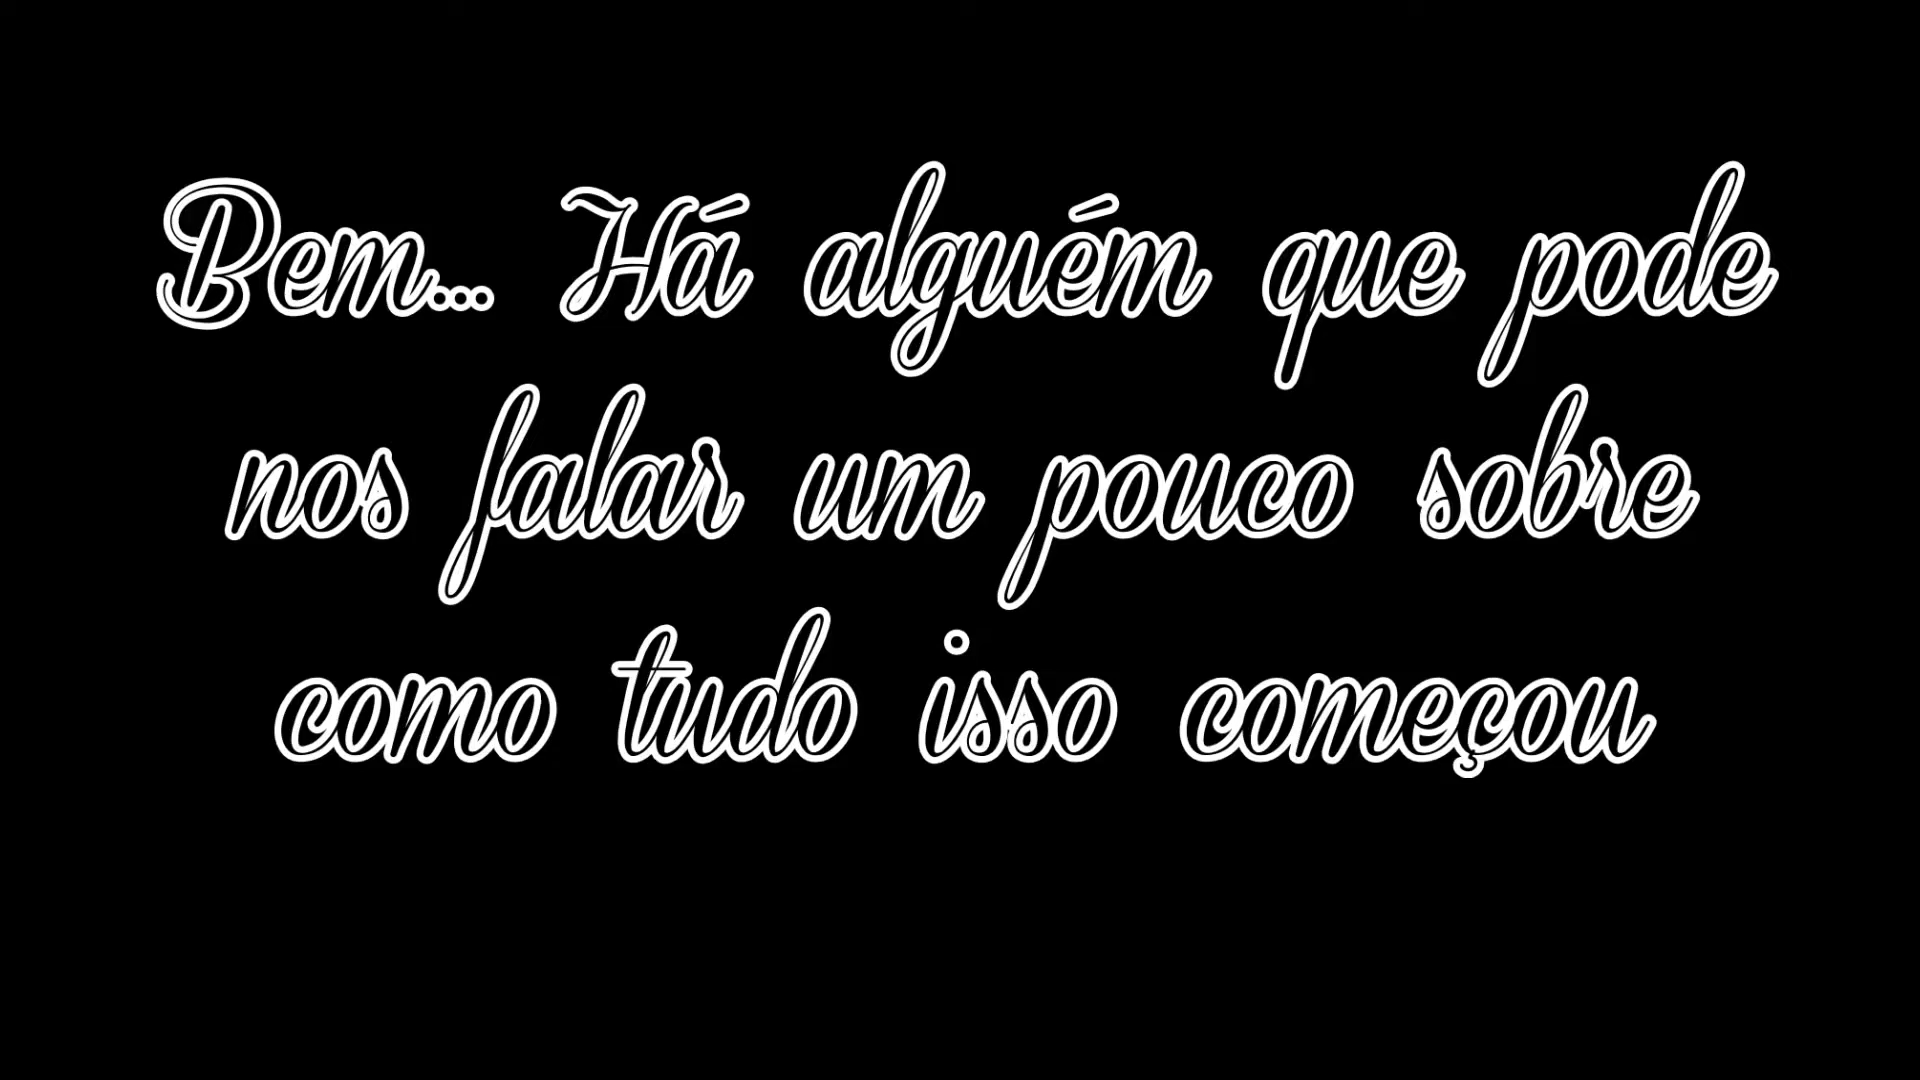 Bem... Há alguém que pode
nos falar um pouco sobre
como tudo isso começou